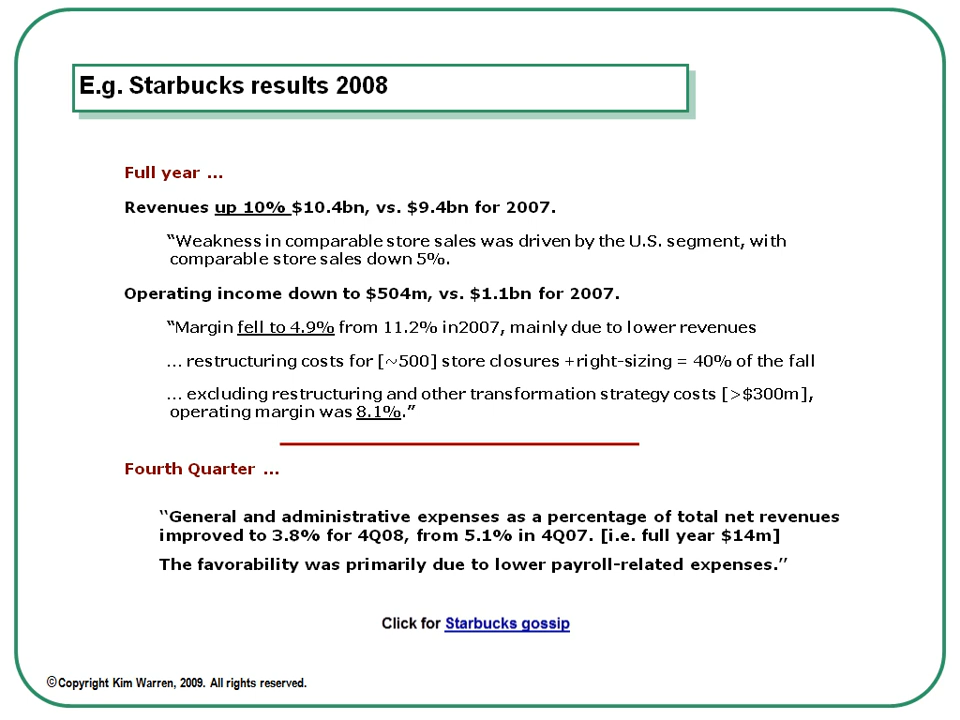 E.g. Starbucks results 2008
Full year …
Revenues up 10% $10.4bn, vs. $9.4bn for 2007.
“Weakness in comparable store sales was driven by the U.S. segment, with
comparable store sales down 5%.
Operating income down to $504m, vs. $1.1bn for 2007.
“Margin fell to 4.9% from 11.2% in2007, mainly due to lower revenues
… restructuring costs for [~500] store closures +right-sizing = 40% of the fall
… excluding restructuring and other transformation strategy costs [>$300m],
operating margin was 8.1%.”
Fourth Quarter …
“General and administrative expenses as a percentage of total net revenues
improved to 3.8% for 4Q08, from 5.1% in 4Q07. [i.e. full year $14m]
The favorability was primarily due to lower payroll-related expenses.”
Click for Starbucks gossip
©Copyright Kim Warren, 2009. All rights reserved.